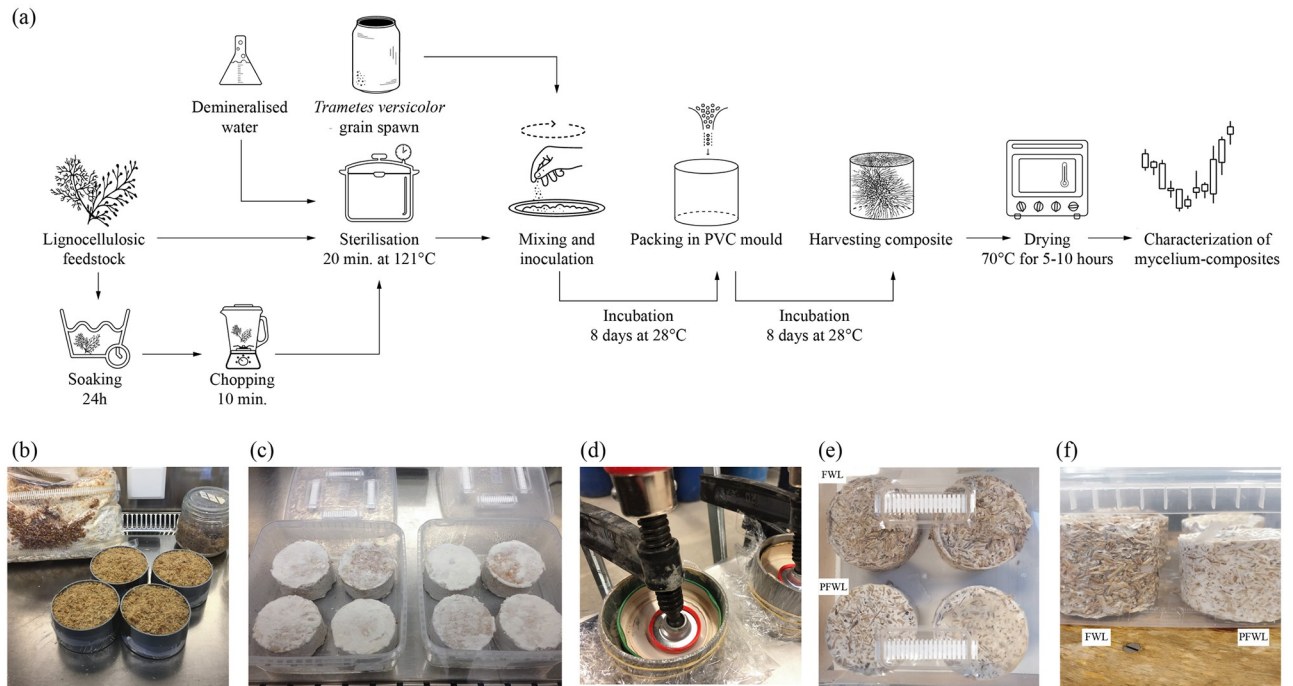 (a)
Demineralised
water
Trametes versicolor
grain spawn
Lignocellulosic
feedstock
Sterilisation
20 min. at 121°C
Mixing and
inoculation
Packing in PVC mould
Harvesting composite
Drying
70°C for 5-10 hours
Characterization of
mycelium-composites
Incubation
8 days at 28°C
Incubation
8 days at 28°C
Soaking
24h
Chopping
10 min.
(b)
(c)
(d)
(e)
(f)
FWL
PFWL
FWL
PFWL